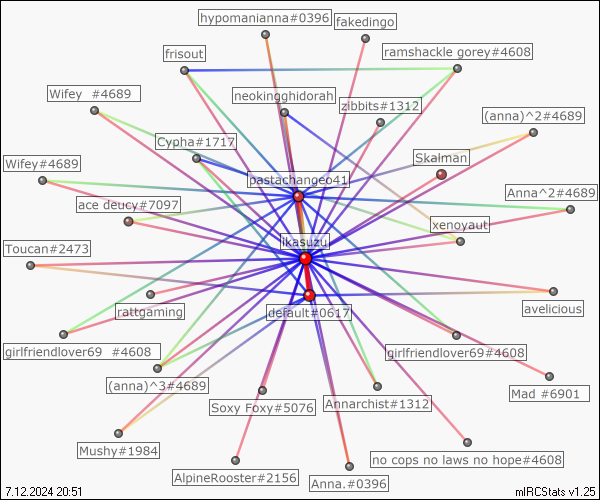 hypomanianna#0396
fakedingo
frisout
ramshackle gorey#4608
Wifey  #4689
neokingghidorah
zibbits#1312
(anna)^2#4689
Cypha#1717
Skalman
Wifey#4689
pastachangeo41
Anna^2#4689
ace deucy#7097
xenoyaut
likasuzu
Toucan#2473
rattgaming
default#0617
avelicious
girlfriendlover69  #4608
girlfriendlover69#4608
(anna)^3#4689
Mad #6901
Soxy Foxy#5076
Annarchist#1312
Mushy#1984
no cops no laws no hope#4608
AlpineRooster#2156
Anna.#0396
7.12.2024 20:51
mIRCStats v1.25